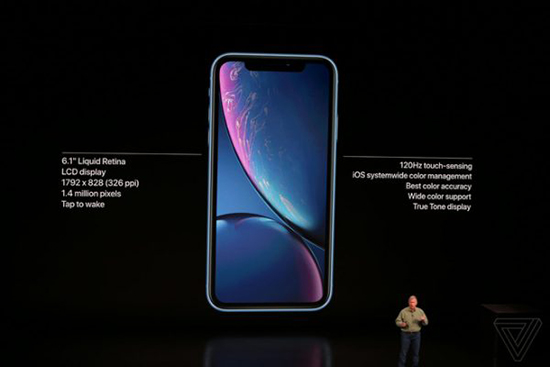 6.1" Liquid Retina
LCD display
1792 x 828 (326 ppi)
1.4 million pixels
Tap to wake
120Hz touch-sensing
iOS systemwide color management
Best color accuracy
Wide color support
True Tone display